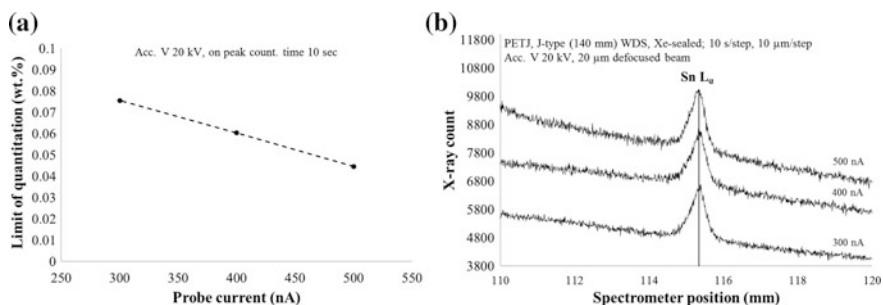 (a)
0.1
0.09
0.08
0.07
0.06
0.05
0.04
0.03
0.02
0.01
0
Limit of quantitation (wt.%)
Acc. V 20 kV, on peak count. time 10 sec
250 300 350 400 450 500 550
Probe current (nA)
(b)
11800
10800
9800
8800
7800
6800
5800
4800
3800
X-ray count
PETJ, J-type (140 mm) WDS, Xe-sealed; 10 s/step, 10 µm/step
Acc. V 20 kV, 20 µm defocused beam
Sn Lα
500 nA
400 nA
300 nA
110 112 114 116 118 120
Spectrometer position (mm)